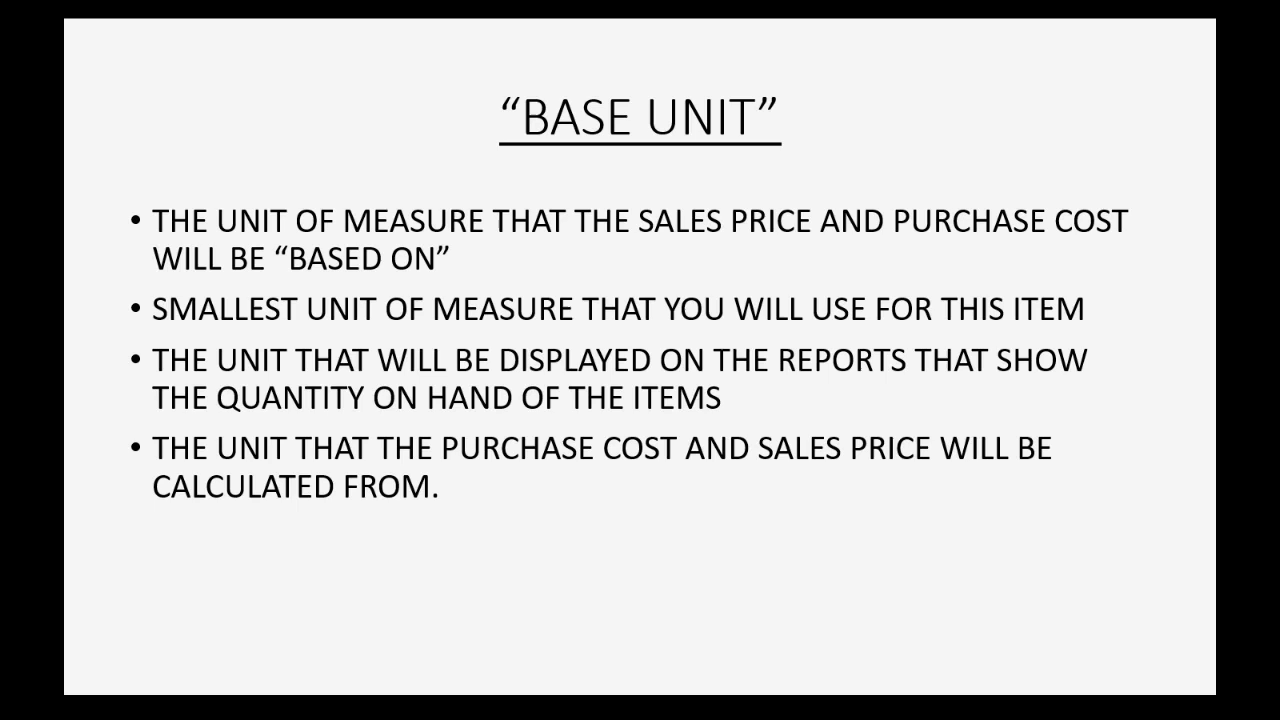 “BASE UNIT”
• THE UNIT OF MEASURE THAT THE SALES PRICE AND PURCHASE COST
WILL BE “BASED ON”
• SMALLEST UNIT OF MEASURE THAT YOU WILL USE FOR THIS ITEM
• THE UNIT THAT WILL BE DISPLAYED ON THE REPORTS THAT SHOW
THE QUANTITY ON HAND OF THE ITEMS
• THE UNIT THAT THE PURCHASE COST AND SALES PRICE WILL BE
CALCULATED FROM.